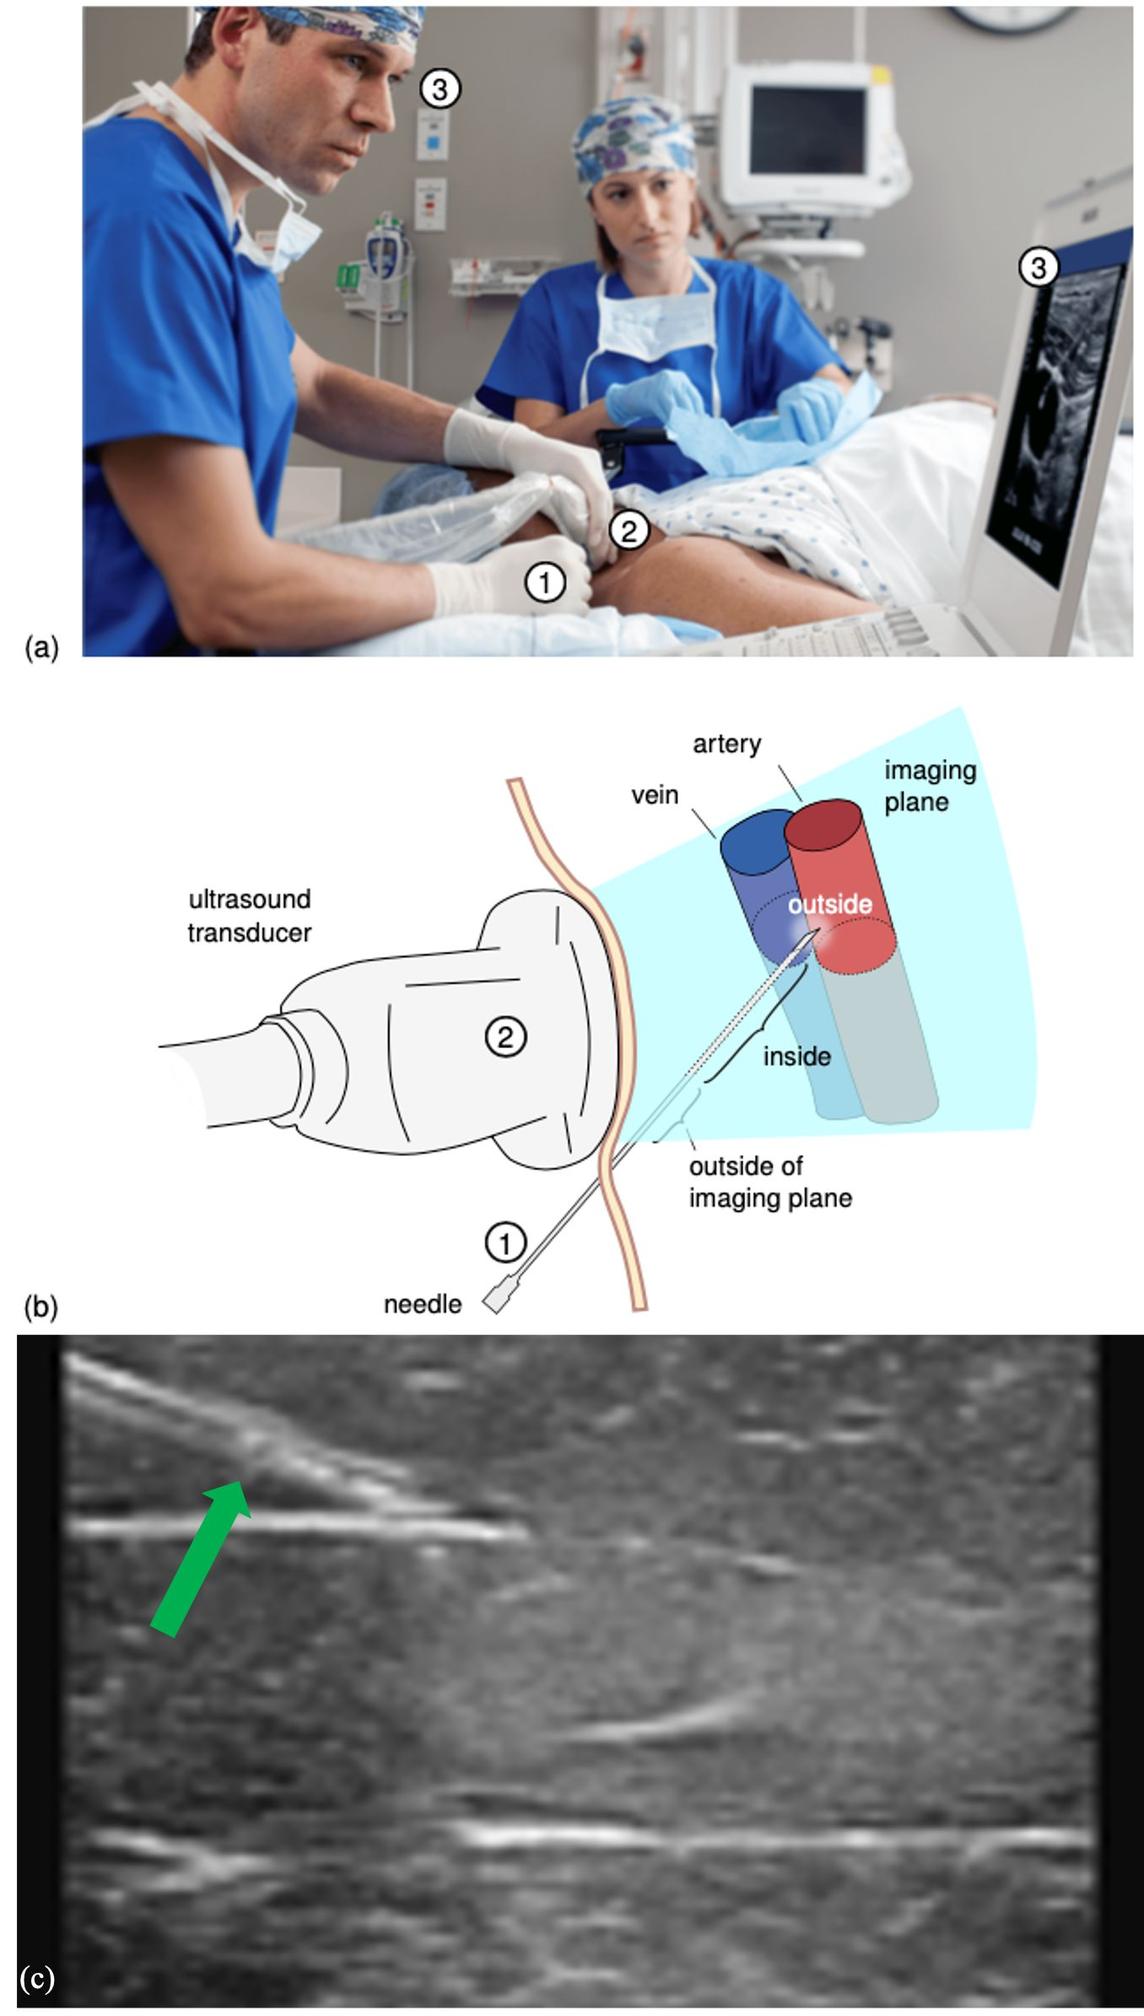 3
3
2
1
(a)
artery
imaging
plane
vein
ultrasound
transducer
outside
2
inside
outside of
imaging plane
1
needle
(b)
(c)